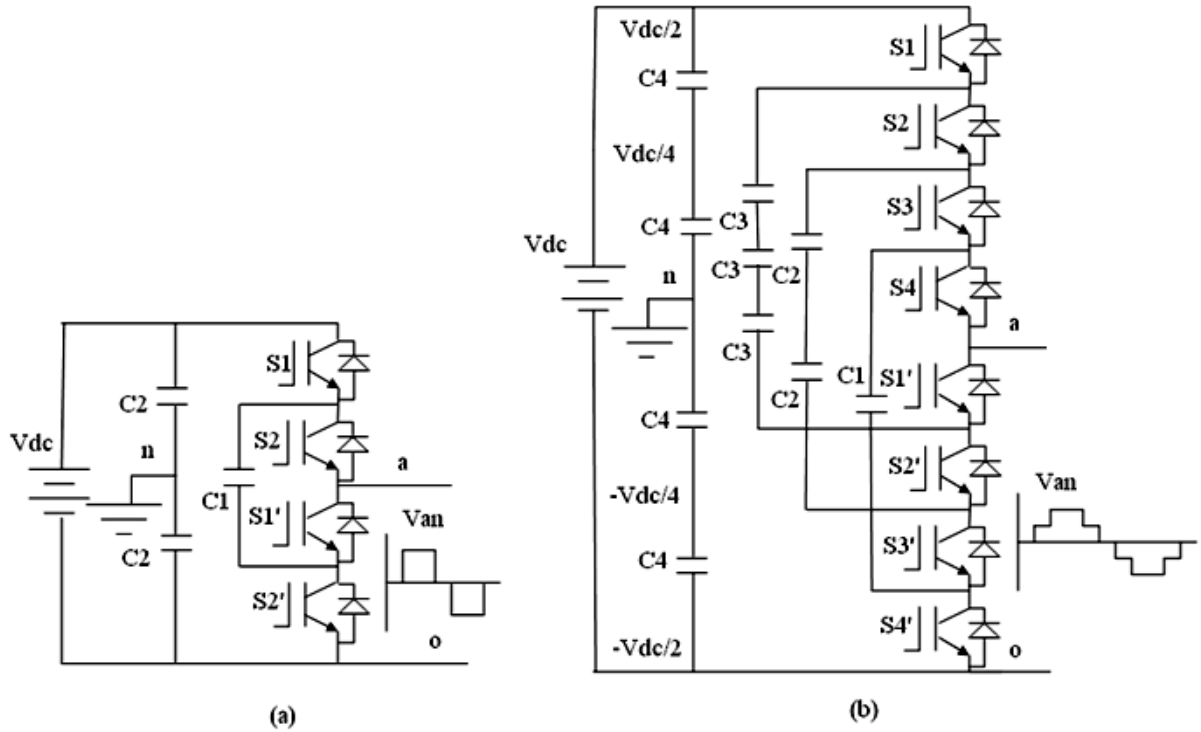 Vdc
C2
n
C2
C1
S1
S2
S1'
S2'
a
Van
o
(a)
Vdc
Vdc/2
C4
Vdc/4
C4
n
C4
-Vdc/4
C4
-Vdc/2
C3
C3
C3
C2
C2
C1
S1
S2
S3
S4
a
S1'
S2'
S3'
S4'
Van
o
(b)